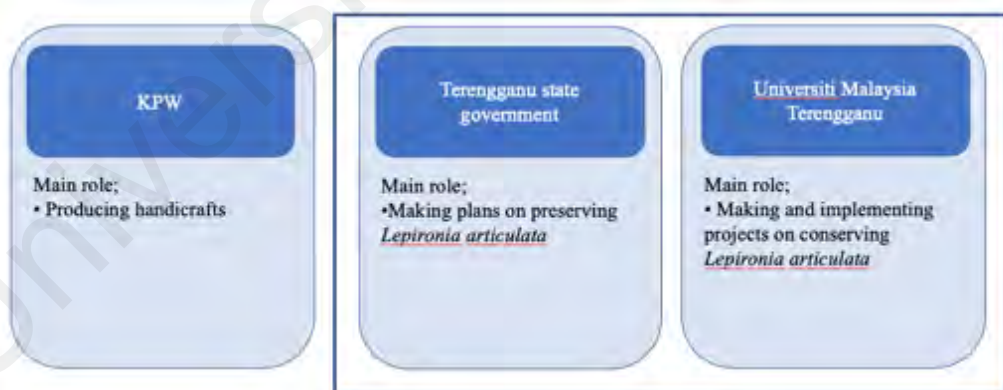 KPW
Main role;
• Producing handicrafts
Terengganu state
government
Main role;
•Making plans on preserving
Lepironia articulata
Universiti Malaysia
Terengganu
Main role;
• Making and implementing
projects on conserving
Lepironia articulata